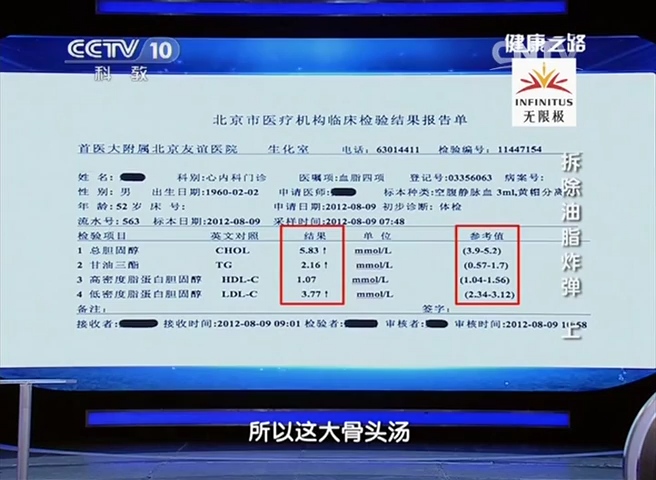 CCTV 10
科教
健康之路
CNTV
INFINITUS
无限极
拆除油脂炸弹 上
北京市医疗机构临床检验结果报告单
首医大附属北京友谊医院 生化室 电话：63014411 检验编号：11447154
姓名： 科别：心内科门诊 医嘱项：血脂四项 登记号：03356063 病案号：
性别：男 出生日期：1960-02-02 申请医师： 标本种类：空腹静脉血 3ml,黄帽分离
年龄：52岁 床号： 申请日期：2012-08-09 初步诊断：体检
流水号：563 标本日期：2012-08-09 采样时间：2012-08-09 07:48
检验项目 英文对照 结果 单位 参考值
1 总胆固醇 CHOL 5.83 ↑ mmol/L (3.9-5.2)
2 甘油三酯 TG 2.16 ↑ mmol/L (0.57-1.7)
3 高密度脂蛋白胆固醇 HDL-C 1.07 mmol/L (1.04-1.56)
4 低密度脂蛋白胆固醇 LDL-C 3.77 ↑ mmol/L (2.34-3.12)
备注： 签字：
接收者： 接收时间：2012-08-09 09:01 检验者： 审核者： 审核时间：2012-08-09 10:58
所以这大骨头汤